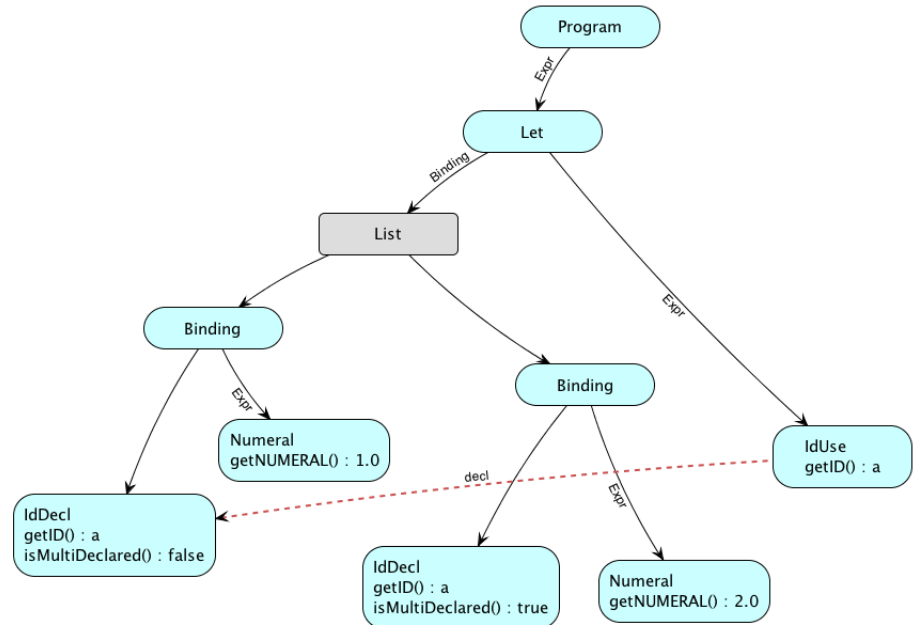 Program
Expr
Let
Binding
List
Expr
Binding
Binding
Expr
Numeral
getNUMERAL() : 1.0
IdUse
getID() : a
decl
IdDecl
getID() : a
isMultiDeclared() : false
Expr
IdDecl
getID() : a
isMultiDeclared() : true
Numeral
getNUMERAL() : 2.0